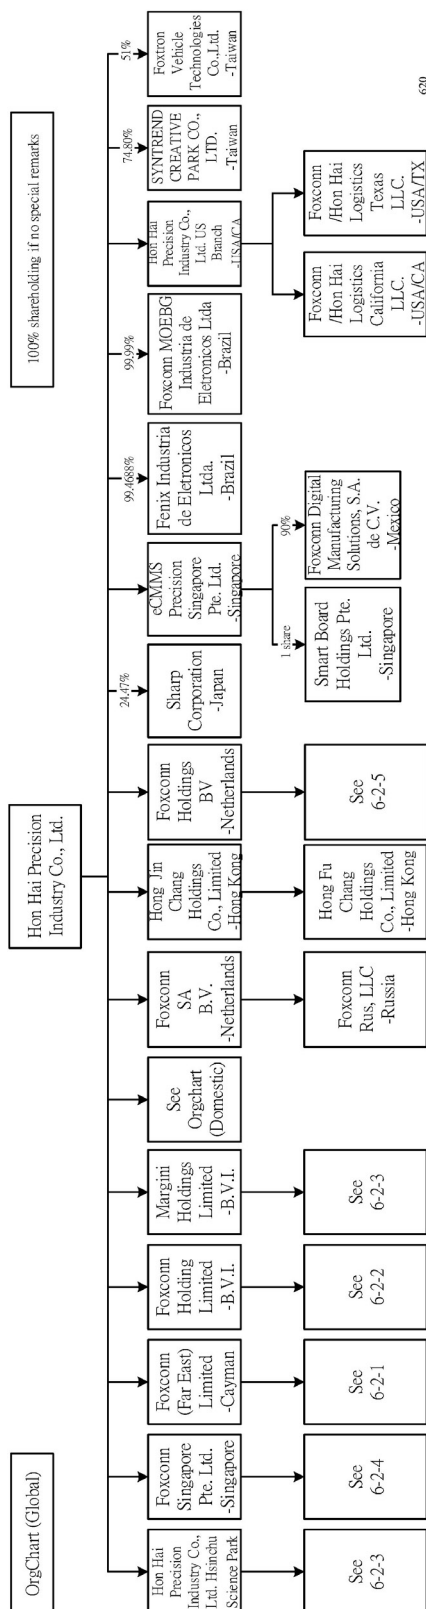 OrgChart (Global)
100% shareholding if no special remarks
Hon Hai Precision
Industry Co., Ltd.
Hon Hai
Precision
Industry Co.,
Ltd. Hsinchu
Science Park
Foxconn
Singapore
Pte. Ltd.
-Singapore
Foxconn
(Far East)
Limited
-Cayman
Foxconn
Holding
Limited
-B.V.I.
Margini
Holdings
Limited
-B.V.I.
See
Orgchart
(Domestic)
Foxconn
SA
B.V.
-Netherlands
Hong Jin
Chang
Holdings
Co., Limited
-Hong Kong
Foxconn
Holdings
BV
-Netherlands
24.47%
Sharp
Corporation
-Japan
eCMMS
Precision
Singapore
Pte. Ltd.
-Singapore
99.4688%
Fenix Industria
de Eletronicos
Ltda.
-Brazil
99.99%
Foxconn MOEBG
Industria de
Eletronicos Ltda
-Brazil
Hon Hai
Precision
Industry Co.,
Ltd. US
Branch
-USA/CA
74.80%
SYNTREND
CREATIVE
PARK CO.,
LTD.
-Taiwan
51%
Foxtron
Vehicle
Technologies
Co.,Ltd.
-Taiwan
See
6-2-3
See
6-2-4
See
6-2-1
See
6-2-2
See
6-2-3
Foxconn
Rus, LLC
-Russia
Hong Fu
Chang
Holdings
Co., Limited
-Hong Kong
See
6-2-5
1 share
Smart Board
Holdings Pte.
Ltd.
-Singapore
90%
Foxconn Digital
Manufacturing
Solutions, S.A.
de C.V.
-Mexico
Foxconn
/Hon Hai
Logistics
California
LLC.
-USA/CA
Foxconn
/Hon Hai
Logistics
Texas
LLC.
-USA/TX
620